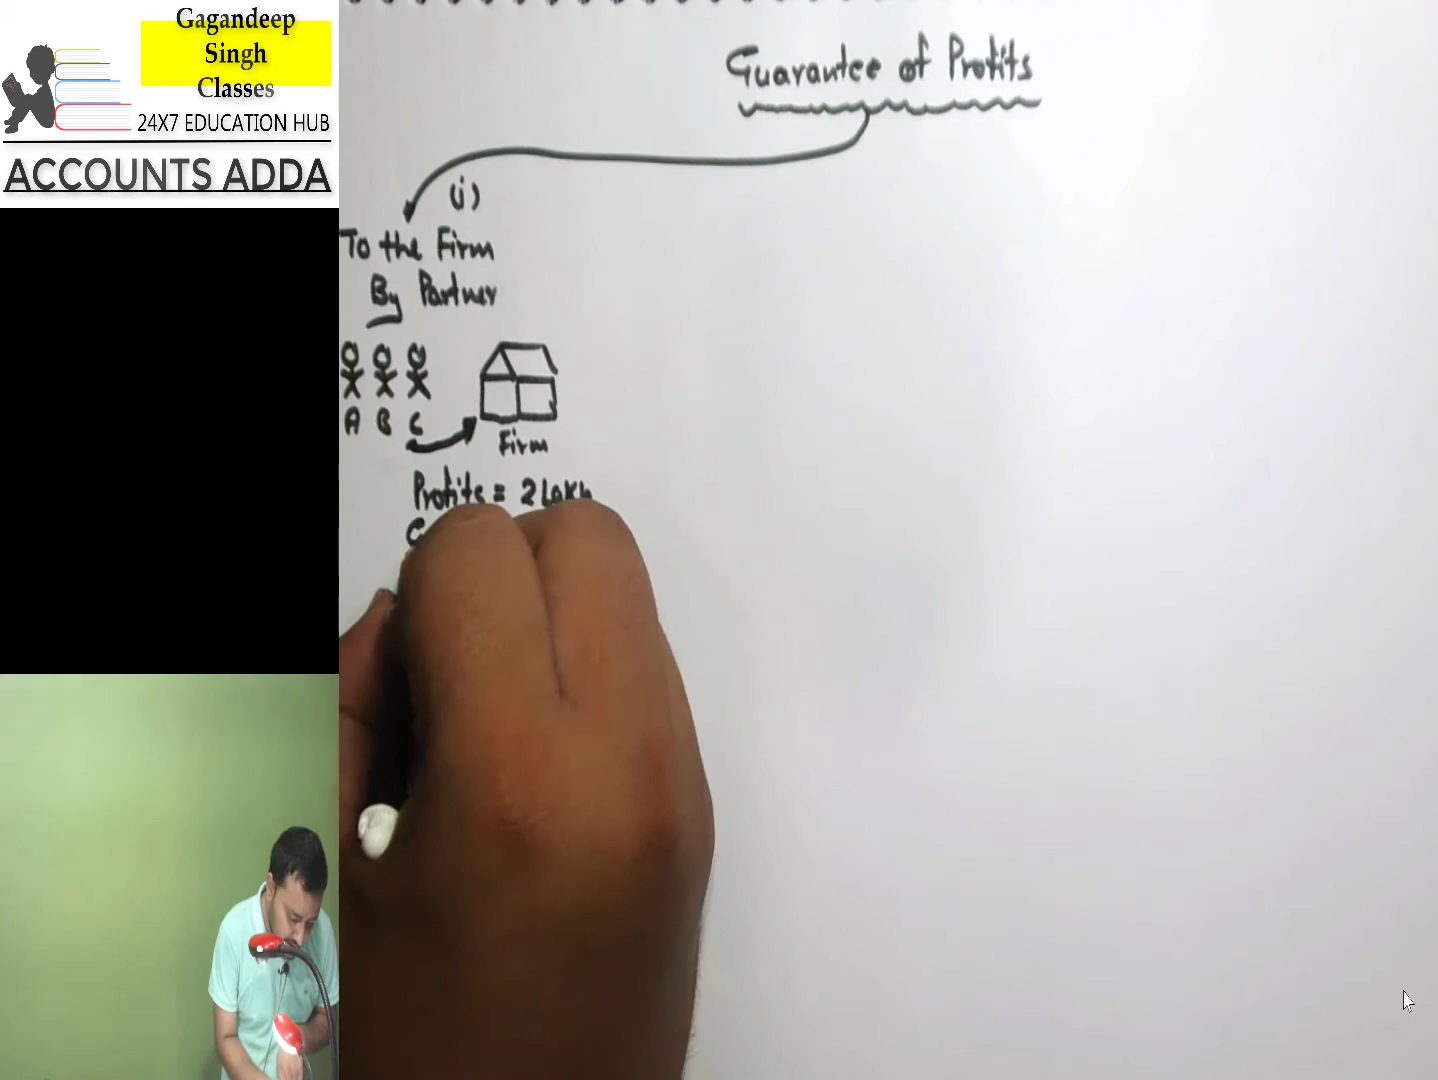 Gagandeep
Singh
Classes
24X7 EDUCATION HUB
ACCOUNTS ADDA
Guarantee of Profits
(i)
To the Firm
By Partner
A B C
Firm
Profits = 2 Lakh